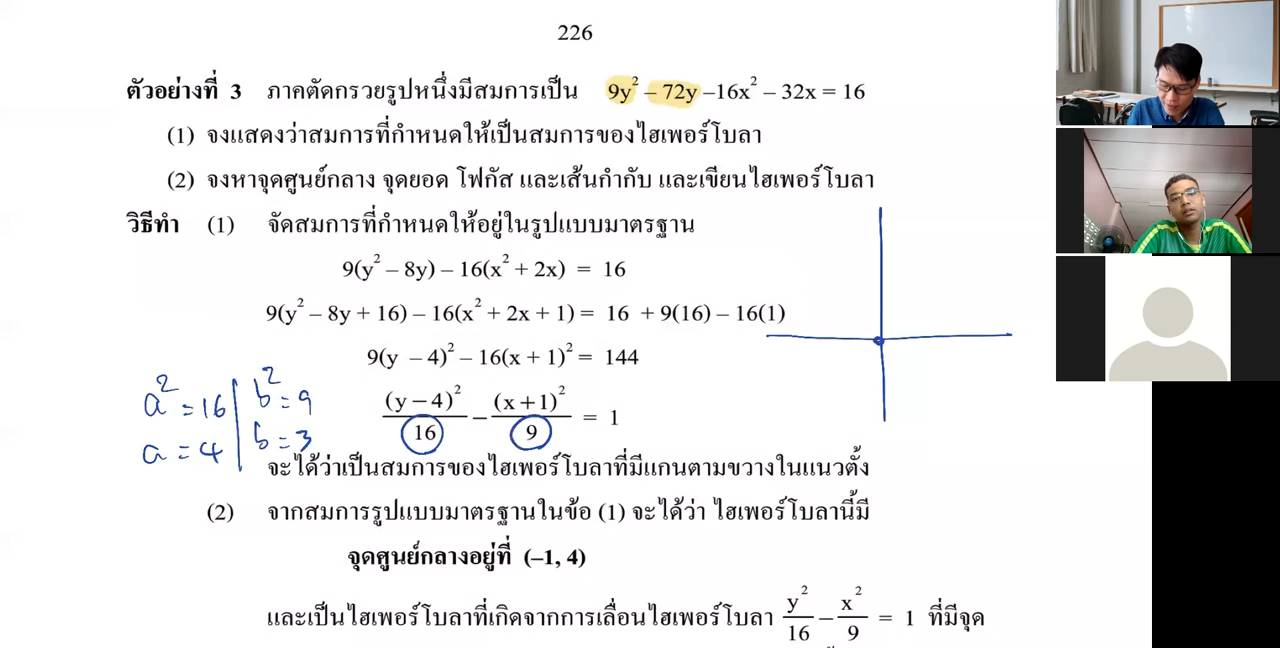 226
ตัวอย่างที่ 3 ภาคตัดกรวยรูปหนึ่งมีสมการเป็น 9y² – 72y –16x² – 32x = 16
(1) จงแสดงว่าสมการที่กำหนดให้เป็นสมการของไฮเพอร์โบลา
(2) จงหาจุดศูนย์กลาง จุดยอด โฟกัส และเส้นกำกับ และเขียนไฮเพอร์โบลา
วิธีทำ (1) จัดสมการที่กำหนดให้อยู่ในรูปแบบมาตรฐาน
9(y² – 8y) – 16(x² + 2x) = 16
9(y² – 8y + 16) – 16(x² + 2x + 1) = 16 + 9(16) – 16(1)
9(y – 4)² – 16(x + 1)² = 144
a² = 16 | b² = 9
a = 4 | b = 3
(y – 4)²/16 – (x + 1)²/9 = 1
จะได้ว่าเป็นสมการของไฮเพอร์โบลาที่มีแกนตามขวางในแนวตั้ง
(2) จากสมการรูปแบบมาตรฐานในข้อ (1) จะได้ว่า ไฮเพอร์โบลานี้มี
จุดศูนย์กลางอยู่ที่ (–1, 4)
และเป็นไฮเพอร์โบลาที่เกิดจากการเลื่อนไฮเพอร์โบลา y²/16 – x²/9 = 1 ที่มีจุด